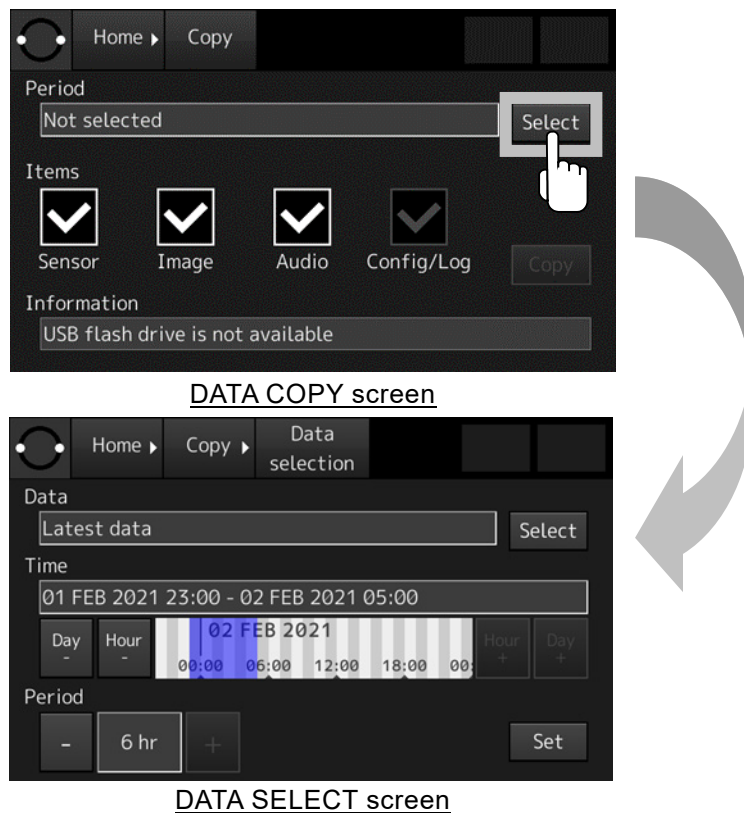 Home Copy
Period
Not selected Select
Items
Sensor Image Audio Config/Log Copy
Information
USB flash drive is not available
DATA COPY screen
Home Copy Data selection
Data
Latest data Select
Time
01 FEB 2021 23:00 - 02 FEB 2021 05:00
Day - Hour - 02 FEB 2021 Hour + Day +
00:00 06:00 12:00 18:00 00:
Period
- 6 hr + Set
DATA SELECT screen